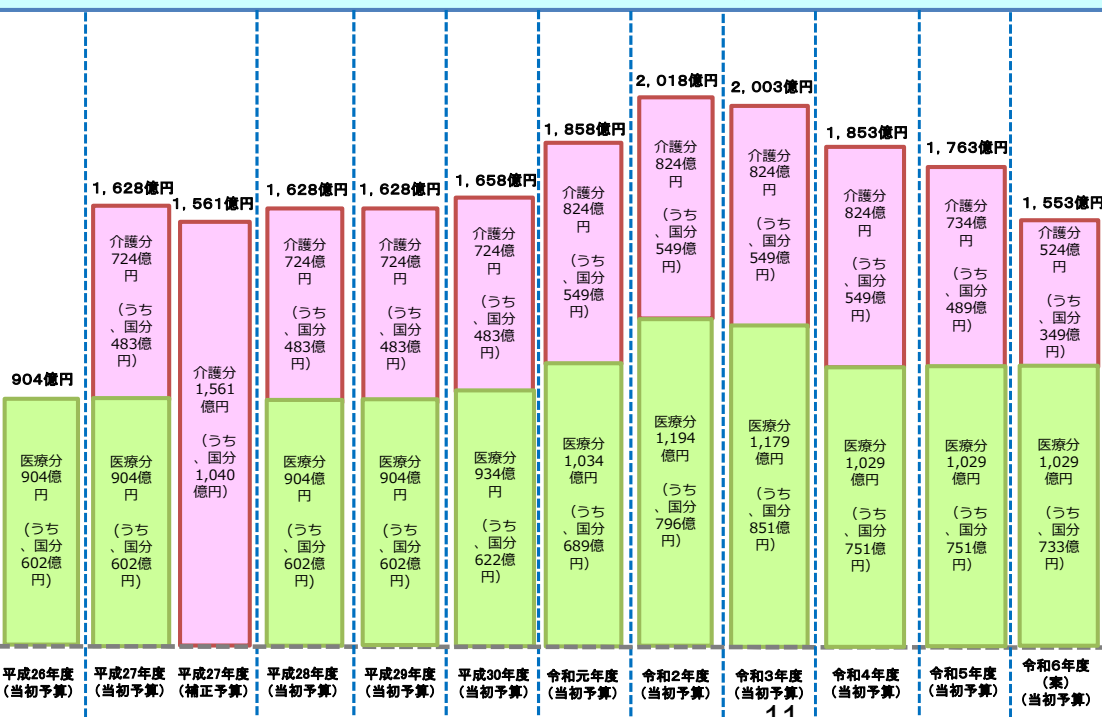 904億円
医療分
904億
円
（うち
、国分
602億
円）
平成26年度
（当初予算）
1，628億円
介護分
724億
円
（うち
、国分
483億
円）
医療分
904億
円
（うち
、国分
602億
円）
平成27年度
（当初予算）
1，561億円
介護分
1,561
億円
（うち
、国分
1,040
億円）
平成27年度
（補正予算）
1，628億円
介護分
724億
円
（うち
、国分
483億
円）
医療分
904億
円
（うち
、国分
602億
円）
平成28年度
（当初予算）
1，628億円
介護分
724億
円
（うち
、国分
483億
円）
医療分
904億
円
（うち
、国分
602億
円）
平成29年度
（当初予算）
1，658億円
介護分
724億
円
（うち
、国分
483億
円）
医療分
934億
円
（うち
、国分
622億
円）
平成30年度
（当初予算）
1，858億円
介護分
824億
円
（うち
、国分
549億
円）
医療分
1,034
億円
（うち
、国分
689億
円）
令和元年度
（当初予算）
2，018億円
介護分
824億
円
（うち
、国分
549億
円）
医療分
1,194
億円
（うち
、国分
796億
円）
令和2年度
（当初予算）
2，003億円
介護分
824億
円
（うち
、国分
549億
円）
医療分
1,179
億円
（うち
、国分
851億
円）
令和3年度
（当初予算）
1，853億円
介護分
824億
円
（うち
、国分
549億
円）
医療分
1,029
億円
（うち
、国分
751億
円）
令和4年度
（当初予算）
1，763億円
介護分
734億
円
（うち
、国分
489億
円）
医療分
1,029
億円
（うち
、国分
751億
円）
令和5年度
（当初予算）
1，553億円
介護分
524億
円
（うち
、国分
349億
円）
医療分
1,029
億円
（うち
、国分
733億
円）
令和6年度
（案）
（当初予算）
11